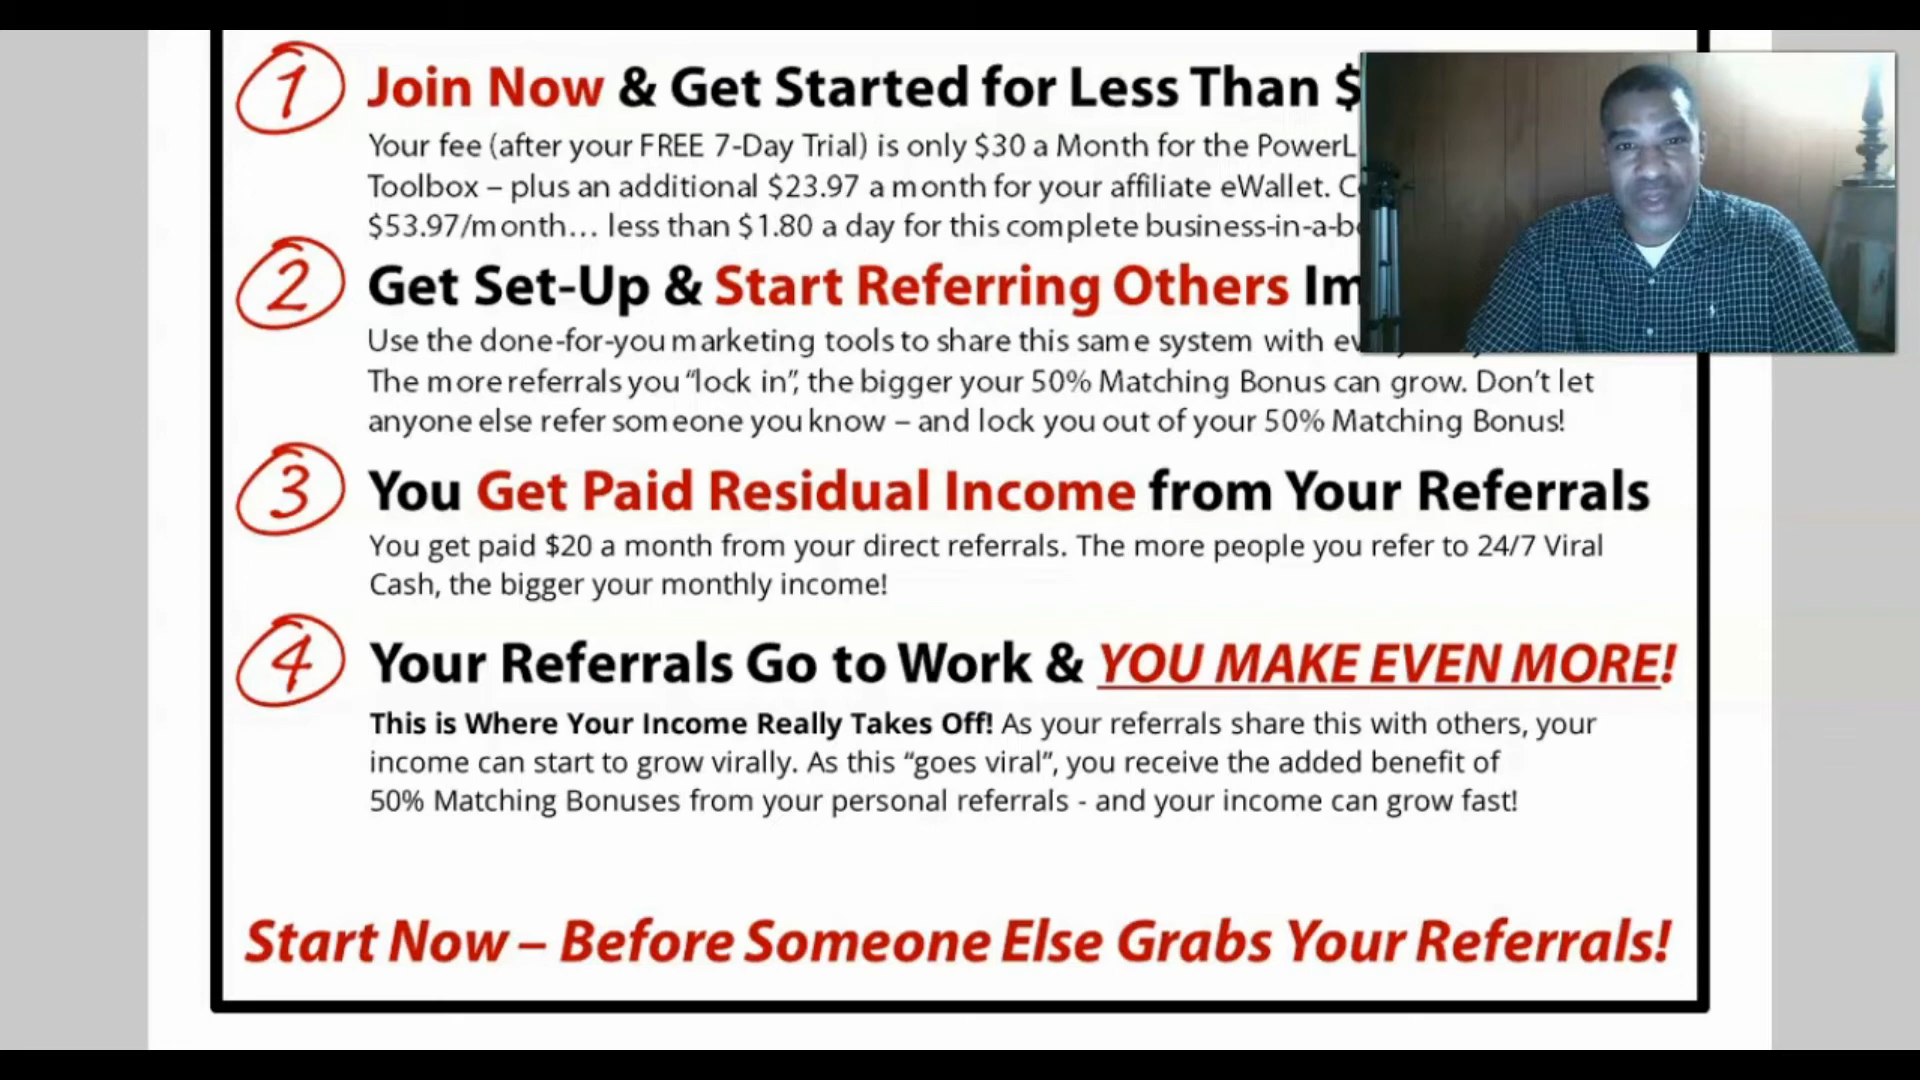 1 Join Now & Get Started for Less Than $
Your fee (after your FREE 7-Day Trial) is only $30 a Month for the
Toolbox – plus an additional $23.97 a month for your affiliate eWallet.
$53.97/month... less than $1.80 a day for this complete
2 Get Set-Up & Start Referring Others
Use the done-for-you marketing tools to share this same system with
The more referrals you "lock in", the bigger your 50% Matching Bonus can grow. Don't let
anyone else refer someone you know – and lock you out of your 50% Matching Bonus!
3 You Get Paid Residual Income from Your Referrals
You get paid $20 a month from your direct referrals. The more people you refer to 24/7 Viral
Cash, the bigger your monthly income!
4 Your Referrals Go to Work & YOU MAKE EVEN MORE!
This is Where Your Income Really Takes Off! As your referrals share this with others, your
income can start to grow virally. As this "goes viral", you receive the added benefit of
50% Matching Bonuses from your personal referrals - and your income can grow fast!
Start Now – Before Someone Else Grabs Your Referrals!